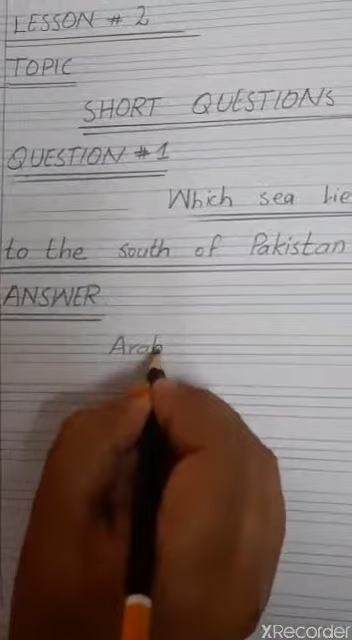 LESSON # 2
TOPIC
SHORT QUESTIONS
QUESTION # 1
Which sea lie
to the south of Pakistan
ANSWER
Arab
XRecorder